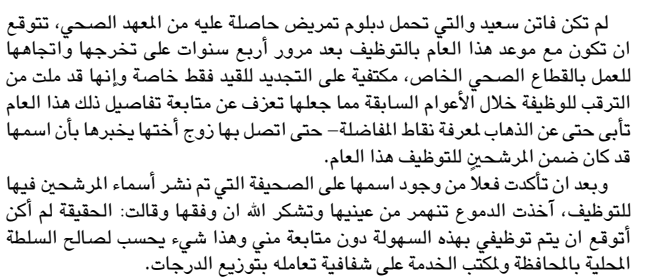 لم تكن فاتن سعيد والتي تحمل دبلوم تمريض حاصلة عليه من المعهد الصحي، تتوقع
ان تكون مع موعد هذا العام بالتوظيف بعد مرور أربع سنوات على تخرجها واتجاهها
للعمل بالقطاع الصحي الخاص، مكتفية على التجديد للقيد فقط خاصة وإنها قد ملت من
الترقب للوظيفة خلال الأعوام السابقة مما جعلها تعزف عن متابعة تفاصيل ذلك هذا العام
تأبى حتى عن الذهاب لمعرفة نقاط المفاضلة– حتى اتصل بها زوج أختها يخبرها بأن اسمها
قد كان ضمن المرشحين للتوظيف هذا العام.
وبعد ان تأكدت فعلاً من وجود اسمها على الصحيفة التي تم نشر أسماء المرشحين فيها
للتوظيف، آخذت الدموع تنهمر من عينيها وتشكر الله ان وفقها وقالت: الحقيقة لم أكن
أتوقع ان يتم توظيفي بهذه السهولة دون متابعة مني وهذا شيء يحسب لصالح السلطة
المحلية بالمحافظة ولمكتب الخدمة على شفافية تعامله بتوزيع الدرجات.